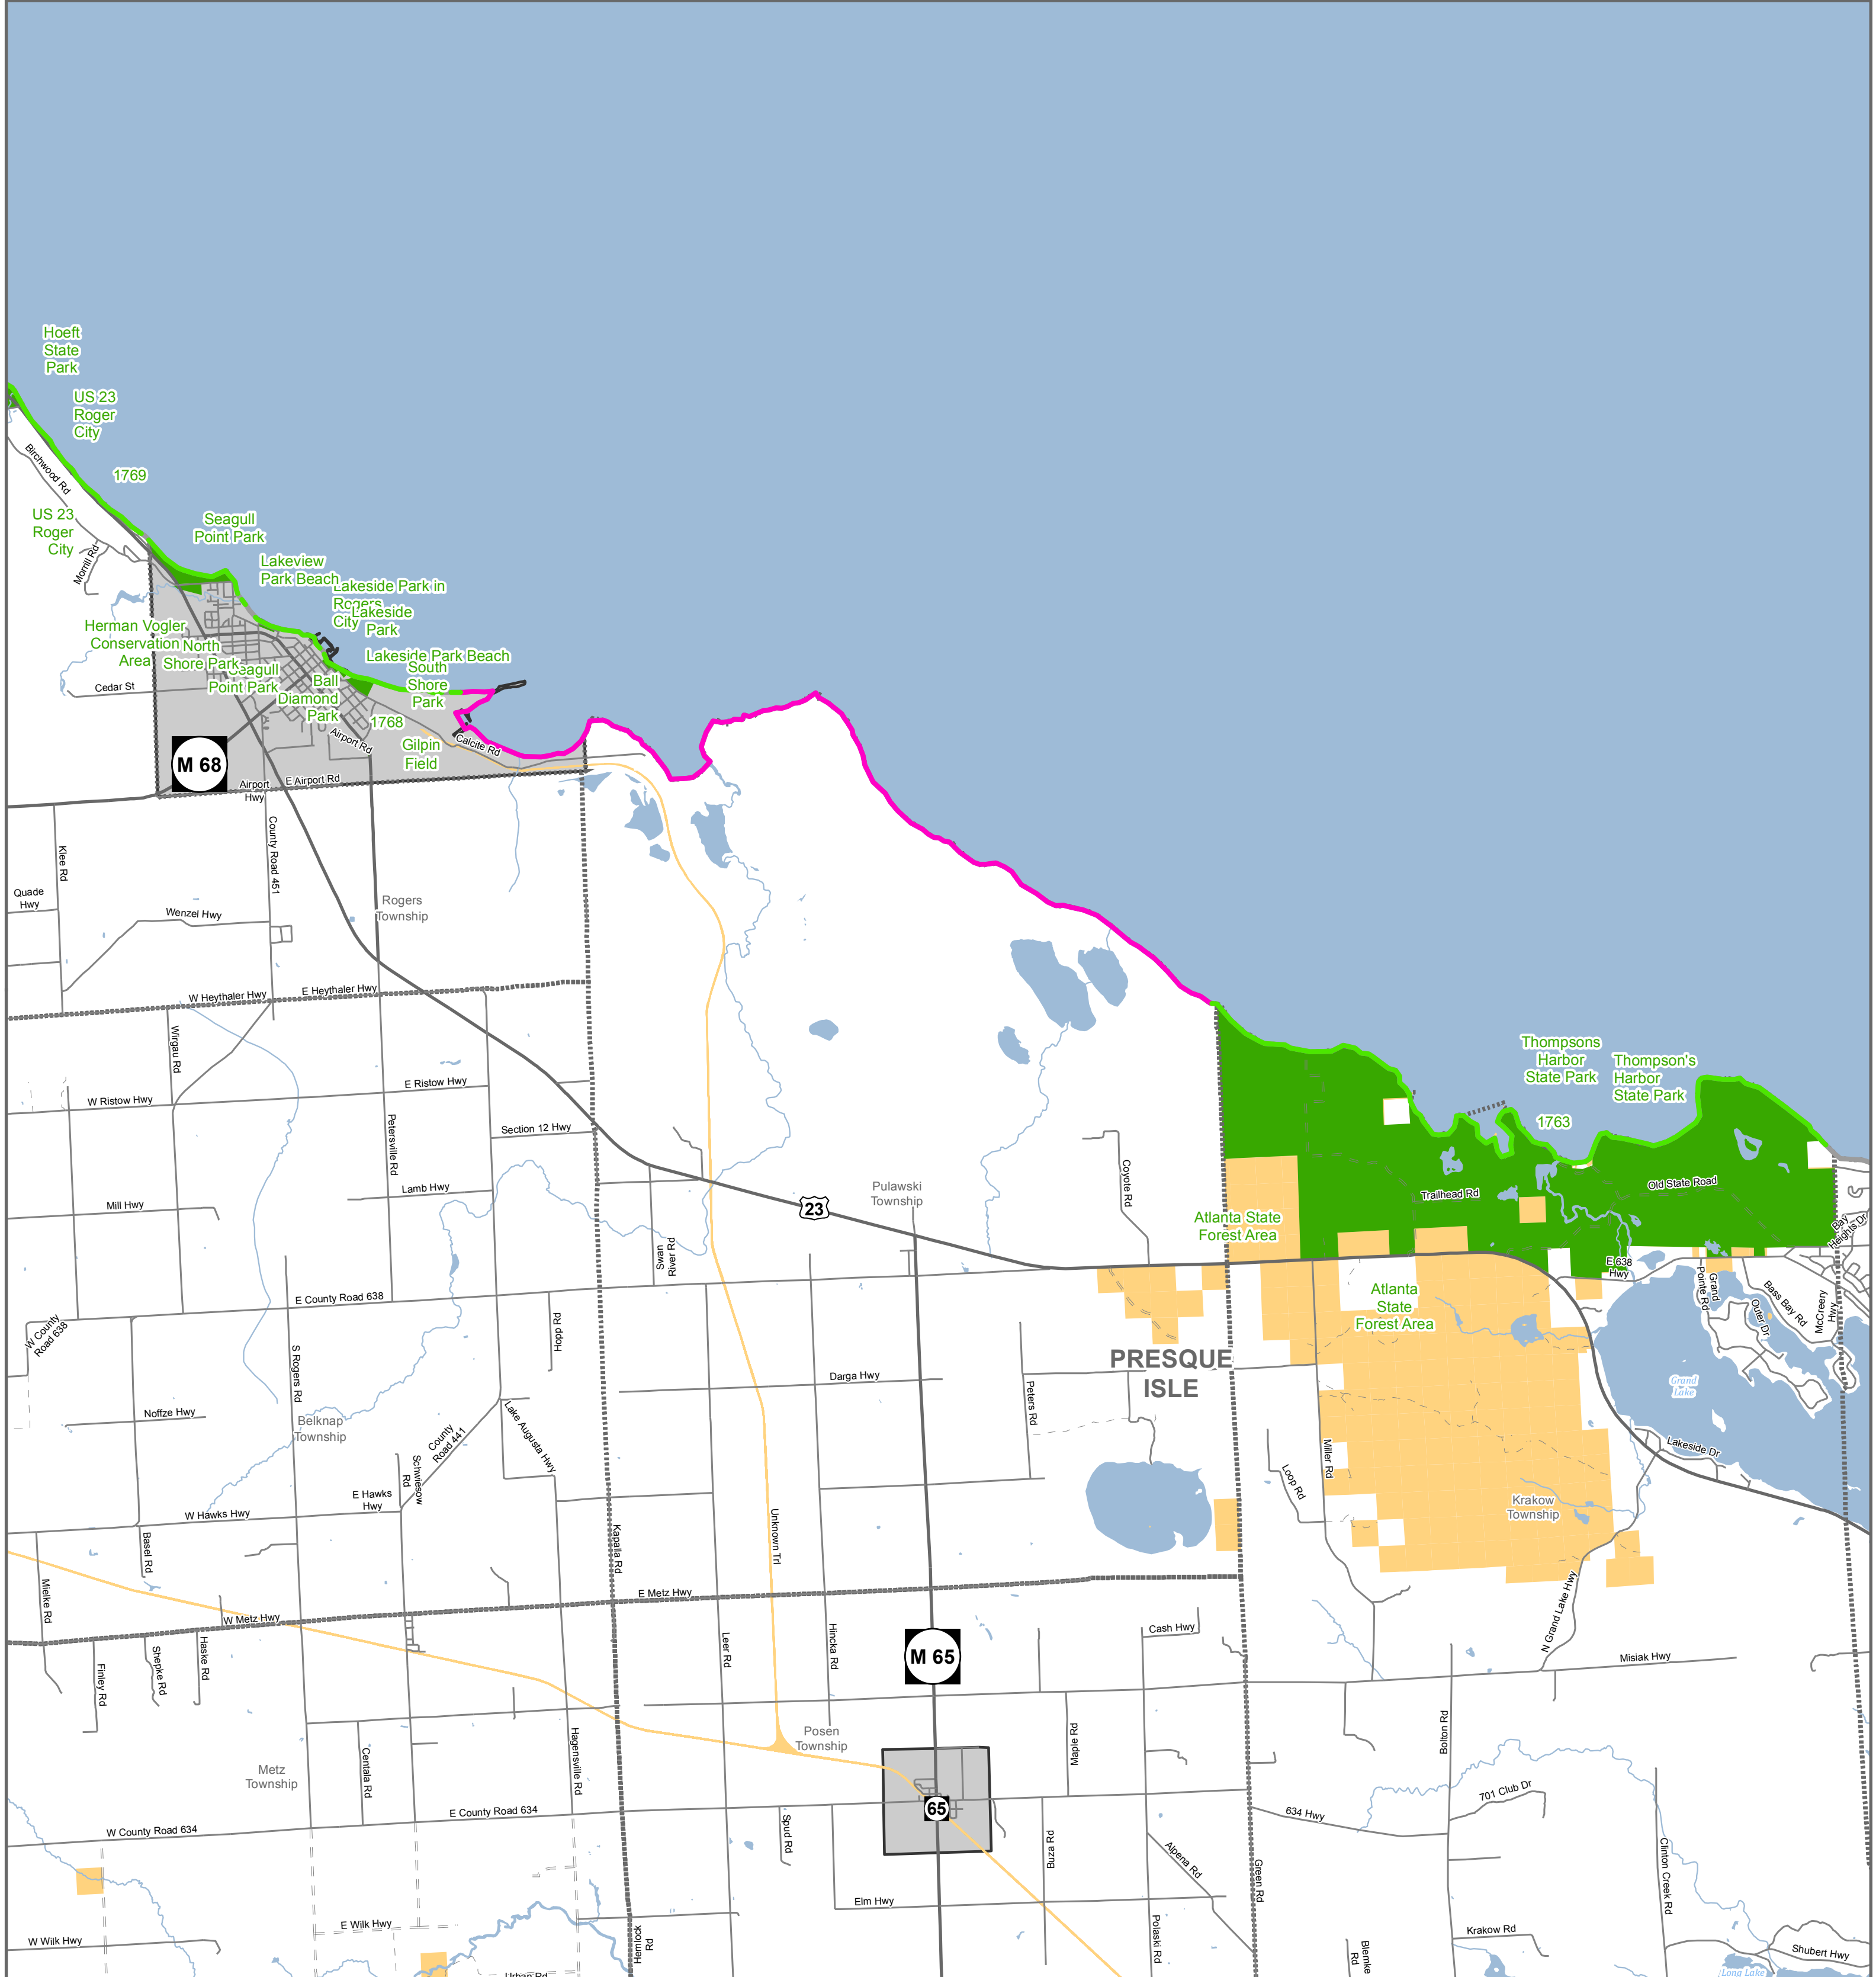 Hoeft
State
Park
US 23
Roger
City
Birchwood Rd
1769
US 23
Roger
City
Morrill Rd
Seagull
Point Park
Lakeview
Park Beach
Lakeside Park in
Rogers
City
Lakeside
Park
Herman Vogler
Conservation
Area
North
Shore Park
Seagull
Point Park
Lakeside Park Beach
South
Shore
Park
Ball
Diamond
Park
1768
Cedar St
Airport Rd
Gilpin
Field
Calcite Rd
M 68
Airport
Hwy
E Airport Rd
Klee Rd
County Road 451
Quade
Hwy
Wenzel Hwy
Rogers
Township
W Heythaler Hwy
E Heythaler Hwy
Wirgau Rd
Thompsons
Harbor
State Park
Thompson's
Harbor
State Park
1763
E Ristow Hwy
W Ristow Hwy
Petersville Rd
Section 12 Hwy
Coyote Rd
Lamb Hwy
Mill Hwy
23
Pulawski
Township
Trailhead Rd
Old State Road
Atlanta State
Forest Area
Bay
Heights Dr
Swan
River Rd
E 638
Hwy
Grand
Pointe Rd
Bass Bay Rd
Outer Dr
McCreery
Hwy
E County Road 638
Hopp Rd
W County
Road 638
Atlanta
State
Forest Area
PRESQUE
ISLE
S Rogers Rd
Darga Hwy
Peters Rd
Grand
Lake
Noffze Hwy
Belknap
Township
Lake Augusta Hwy
County
Road 441
Schwiesow
Rd
Miller Rd
Loop Rd
Lakeside Dr
E Hawks
Hwy
W Hawks Hwy
Krakow
Township
Basel Rd
Kapalla Rd
Unknown Trl
Mielke Rd
E Metz Hwy
W Metz Hwy
N Grand Lake Hwy
Finley Rd
Shepke Rd
Haske Rd
Leer Rd
Hincka Rd
M 65
Cash Hwy
Misiak Hwy
Posen
Township
Maple Rd
Bolton Rd
Metz
Township
Centala Rd
Hagensville Rd
701 Club Dr
65
E County Road 634
W County Road 634
Spud Rd
634 Hwy
Buza Rd
Alpena Rd
Green Rd
Clinton Creek Rd
Elm Hwy
E Wilk Hwy
W Wilk Hwy
Hemlock
Rd
Polaski Rd
Blemke
Rd
Krakow Rd
Shubert Hwy
Urban Rd
Long Lake